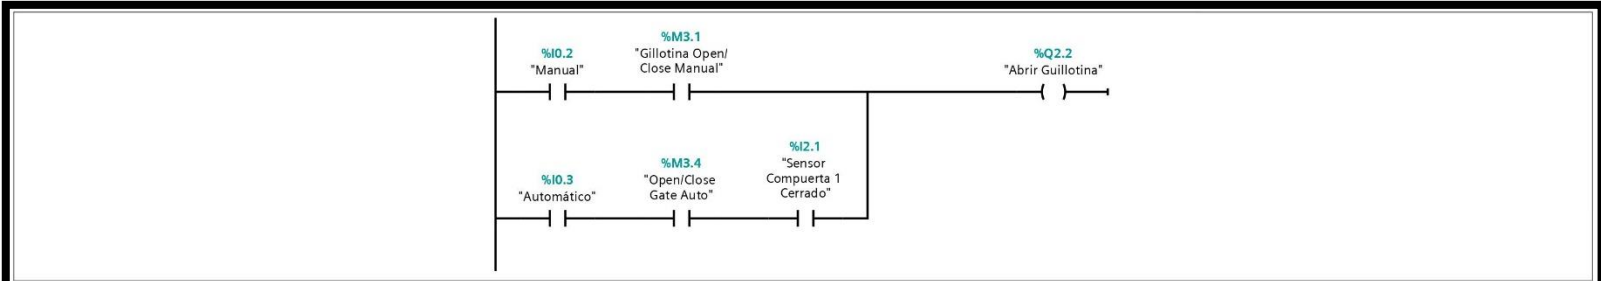 %M3.1
"Gillotina Open/
Close Manual"
%I0.2
"Manual"
%Q2.2
"Abrir Guillotina"
%I2.1
"Sensor
Compuerta 1
Cerrado"
%M3.4
"Open/Close
Gate Auto"
%I0.3
"Automático"